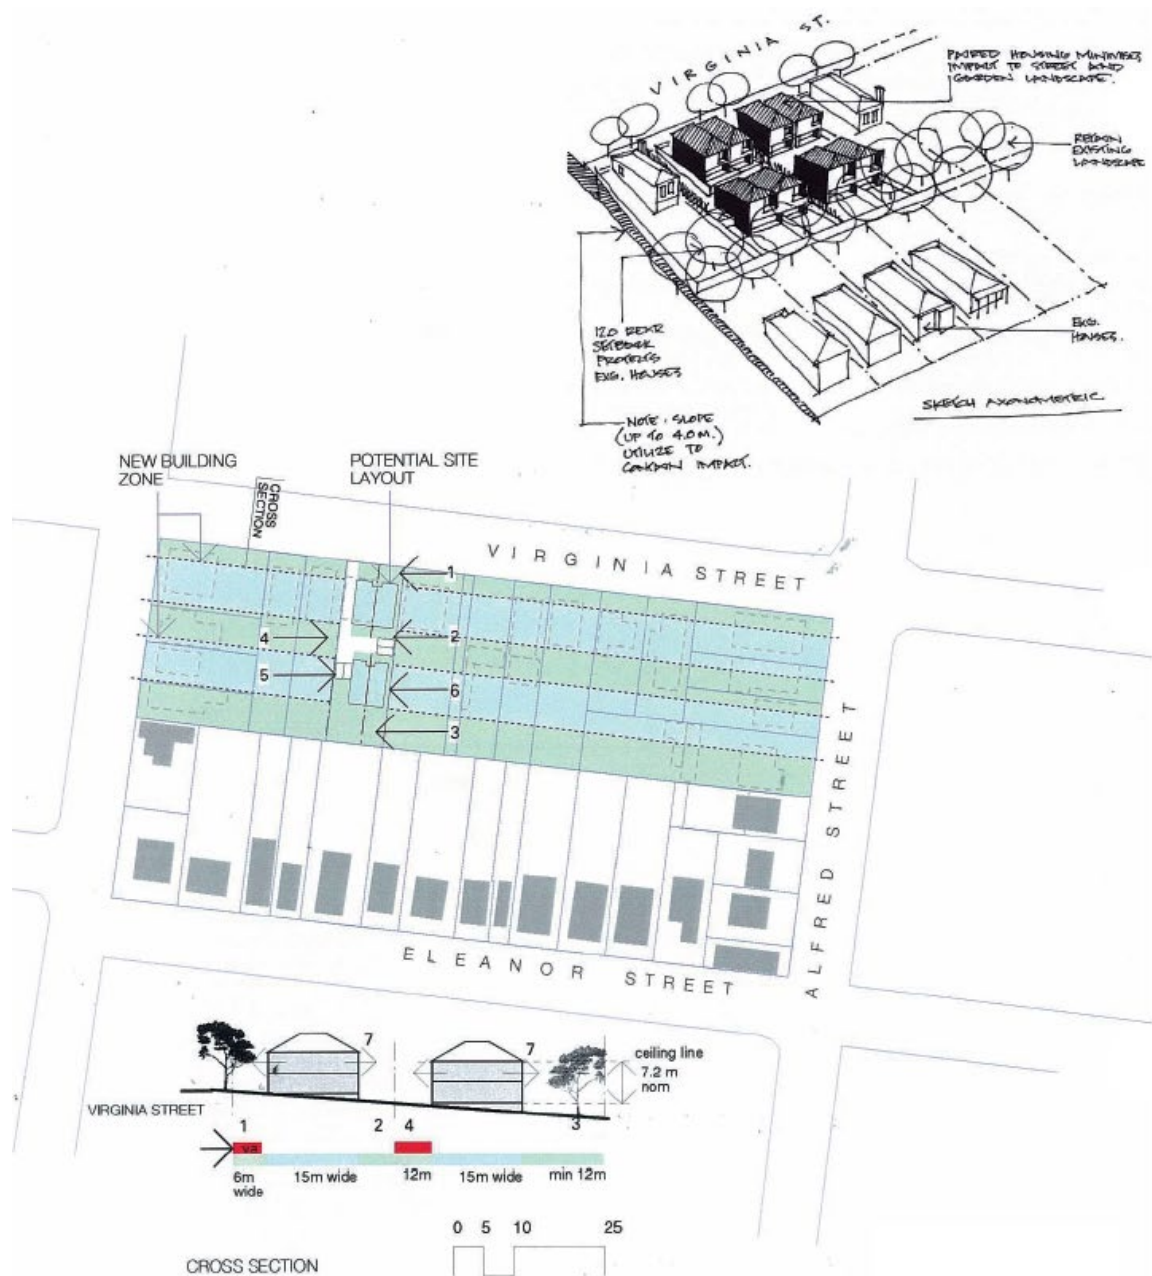 VIRGINIA ST.
PAIRED HOUSING MINIMISES
IMPACT TO STREET AND
GARDEN LANDSCAPE.
RETAIN
EXISTING
LANDSCAPE
12.0 REAR
SETBACK
PROTECTS
EXG. HOUSES
EXG.
HOUSES.
SKETCH AXONOMETRIC
NOTE: SLOPE
(UP TO 4.0M.)
UTILIZE TO
CONTAIN IMPACT.
NEW BUILDING
ZONE
CROSS
SECTION
POTENTIAL SITE
LAYOUT
VIRGINIA STREET
1
4
2
5
6
3
ALFRED STREET
ELEANOR STREET
7
7
ceiling line
7.2 m
nom
VIRGINIA STREET
1
2
4
3
va
6m
wide
15m wide
12m
15m wide
min 12m
0 5 10 25
CROSS SECTION